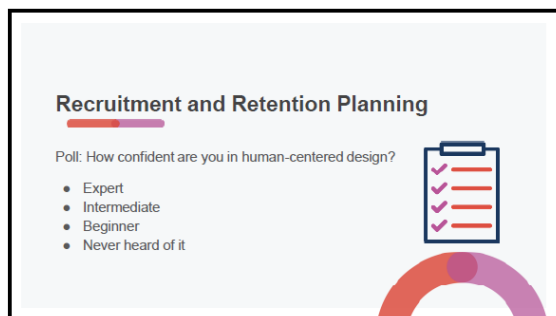 Recruitment and Retention Planning
Poll: How confident are you in human-centered design?
● Expert
● Intermediate
● Beginner
● Never heard of it